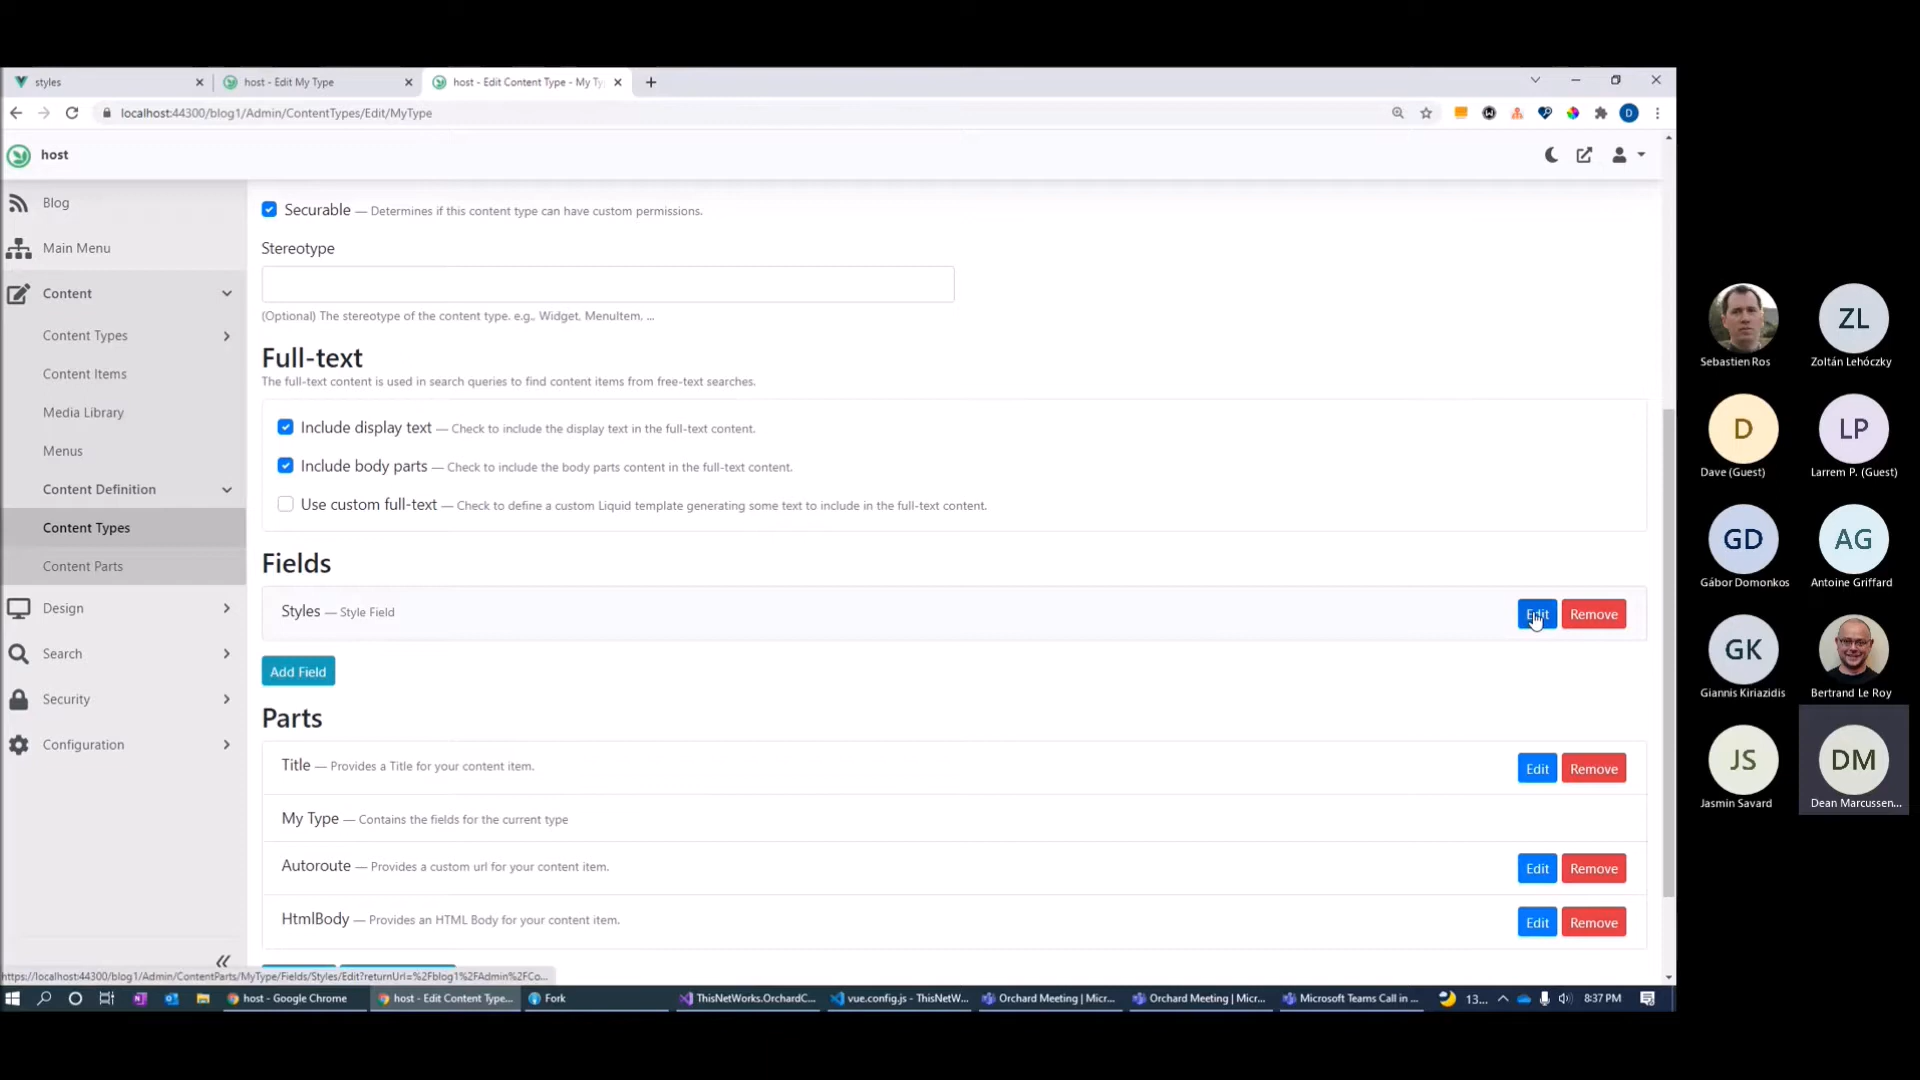 styles
host - Edit My Type
host - Edit Content Type - My Ty
localhost:44300/blog1/Admin/ContentTypes/Edit/MyType
D
host
Blog
Main Menu
Content
Content Types
Content Items
Media Library
Menus
Content Definition
Content Types
Content Parts
Design
Search
Security
Configuration
Securable — Determines if this content type can have custom permissions.
Stereotype
(Optional) The stereotype of the content type. e.g., Widget, MenuItem, ...
Full-text
The full-text content is used in search queries to find content items from free-text searches.
Include display text — Check to include the display text in the full-text content.
Include body parts — Check to include the body parts content in the full-text content.
Use custom full-text — Check to define a custom Liquid template generating some text to include in the full-text content.
Fields
Styles — Style Field
Edit Remove
Add Field
Parts
Title — Provides a Title for your content item.
Edit Remove
My Type — Contains the fields for the current type
Autoroute — Provides a custom url for your content item.
Edit Remove
HtmlBody — Provides an HTML Body for your content item.
Edit Remove
https://localhost:44300/blog1/Admin/ContentParts/MyType/Fields/Styles/Edit?returnUrl=%2Fblog1%2FAdmin%2FCo...
host - Google Chrome
host - Edit Content Type...
Fork
ThisNetWorks.OrchardC...
vue.config.js - ThisNetW...
Orchard Meeting | Micr...
Orchard Meeting | Micr...
Microsoft Teams Call in ...
13...
8:37 PM
Sebastien Ros
ZL
Zoltán Lehóczky
D
Dave (Guest)
LP
Larrem P. (Guest)
GD
Gábor Domonkos
AG
Antoine Griffard
GK
Giannis Kiriazidis
Bertrand Le Roy
JS
Jasmin Savard
DM
Dean Marcussen...